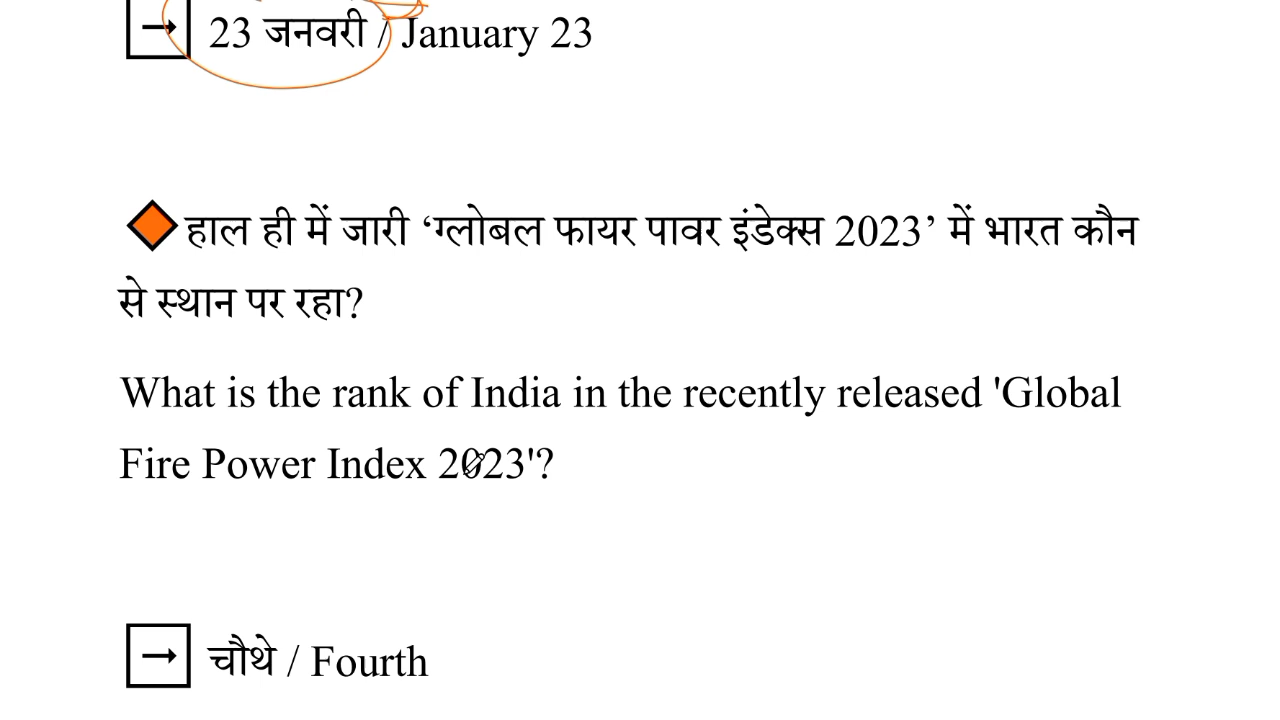 → 23 जनवरी / January 23
हाल ही में जारी ‘ग्लोबल फायर पावर इंडेक्स 2023’ में भारत कौन
से स्थान पर रहा?
What is the rank of India in the recently released 'Global
Fire Power Index 2023'?
→ चौथे / Fourth